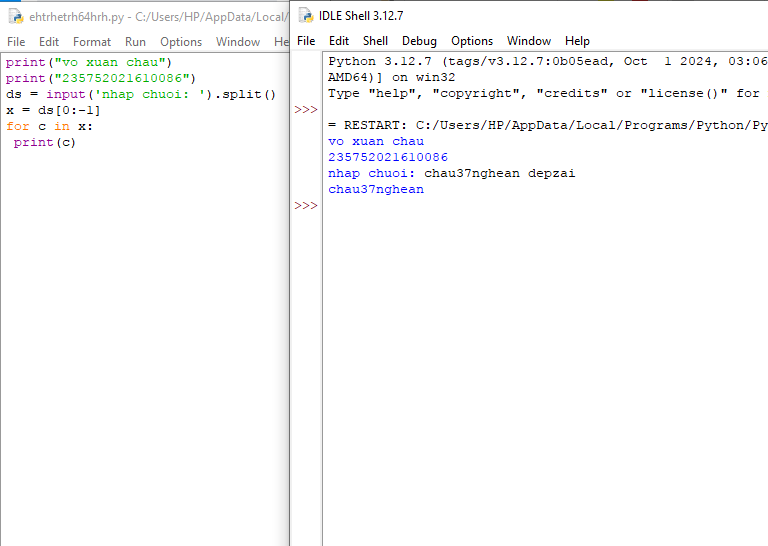 ehtrhetrh64hrh.py - C:/Users/HP/AppData/Local/
File Edit Format Run Options Window He
print("vo xuan chau")
print("235752021610086")
ds = input('nhap chuoi: ').split()
x = ds[0:-1]
for c in x:
 print(c)
IDLE Shell 3.12.7
File Edit Shell Debug Options Window Help
Python 3.12.7 (tags/v3.12.7:0b05ead, Oct  1 2024, 03:06
AMD64)] on win32
Type "help", "copyright", "credits" or "license()" for
>>>
= RESTART: C:/Users/HP/AppData/Local/Programs/Python/Py
vo xuan chau
235752021610086
nhap chuoi: chau37nghean depzai
chau37nghean
>>>